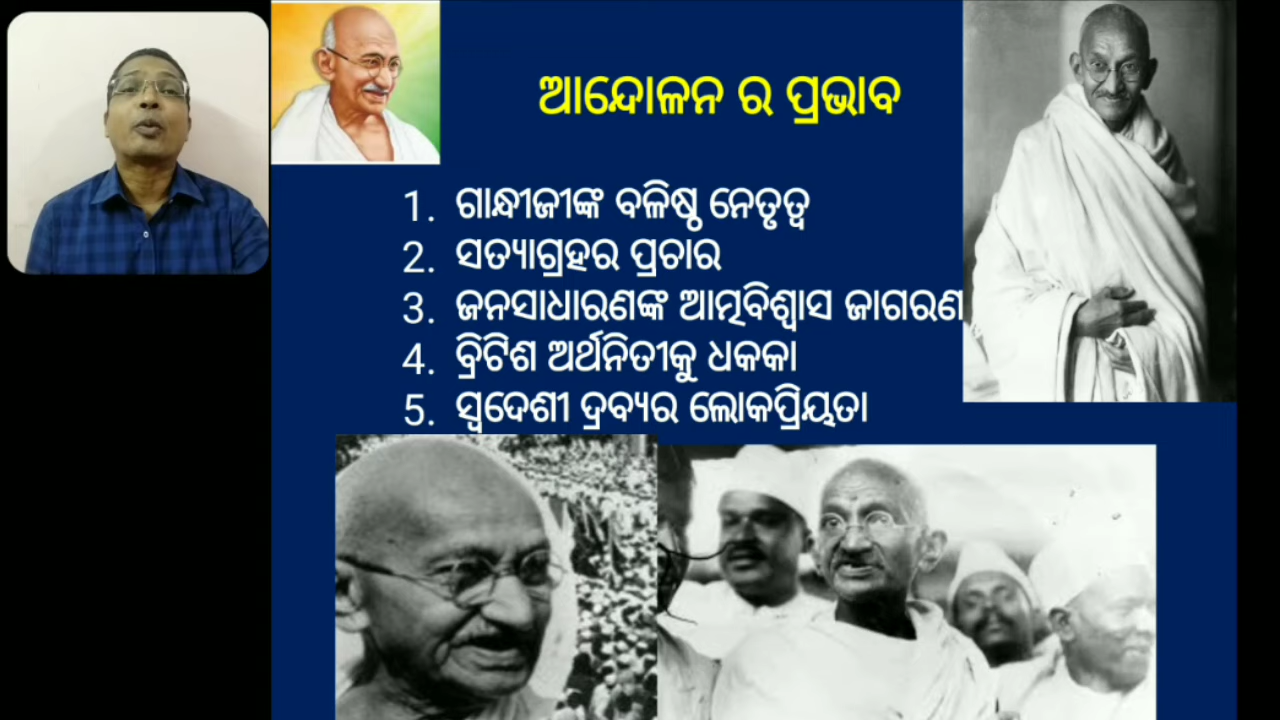 ଆନ୍ଦୋଳନ ର ପ୍ରଭାବ
1. ଗାନ୍ଧୀଜୀଙ୍କ ବଳିଷ୍ଠ ନେତୃତ୍ୱ
2. ସତ୍ୟାଗ୍ରହର ପ୍ରଚାର
3. ଜନସାଧାରଣଙ୍କ ଆତ୍ମବିଶ୍ୱାସ ଜାଗରଣ
4. ବ୍ରିଟିଶ ଅର୍ଥନିତୀକୁ ଧକକା
5. ସ୍ୱଦେଶୀ ଦ୍ରବ୍ୟର ଲୋକପ୍ରିୟତା